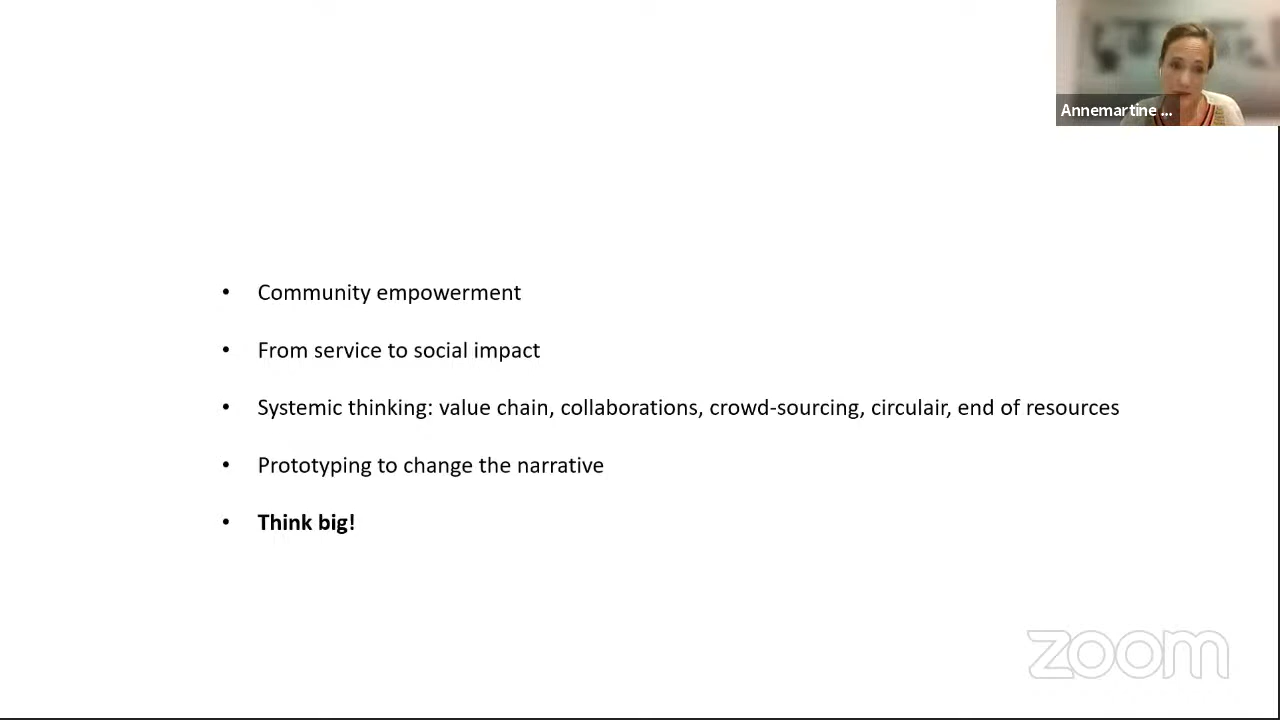 Annemartine ...
• Community empowerment
• From service to social impact
• Systemic thinking: value chain, collaborations, crowd-sourcing, circulair, end of resources
• Prototyping to change the narrative
• Think big!
zoom